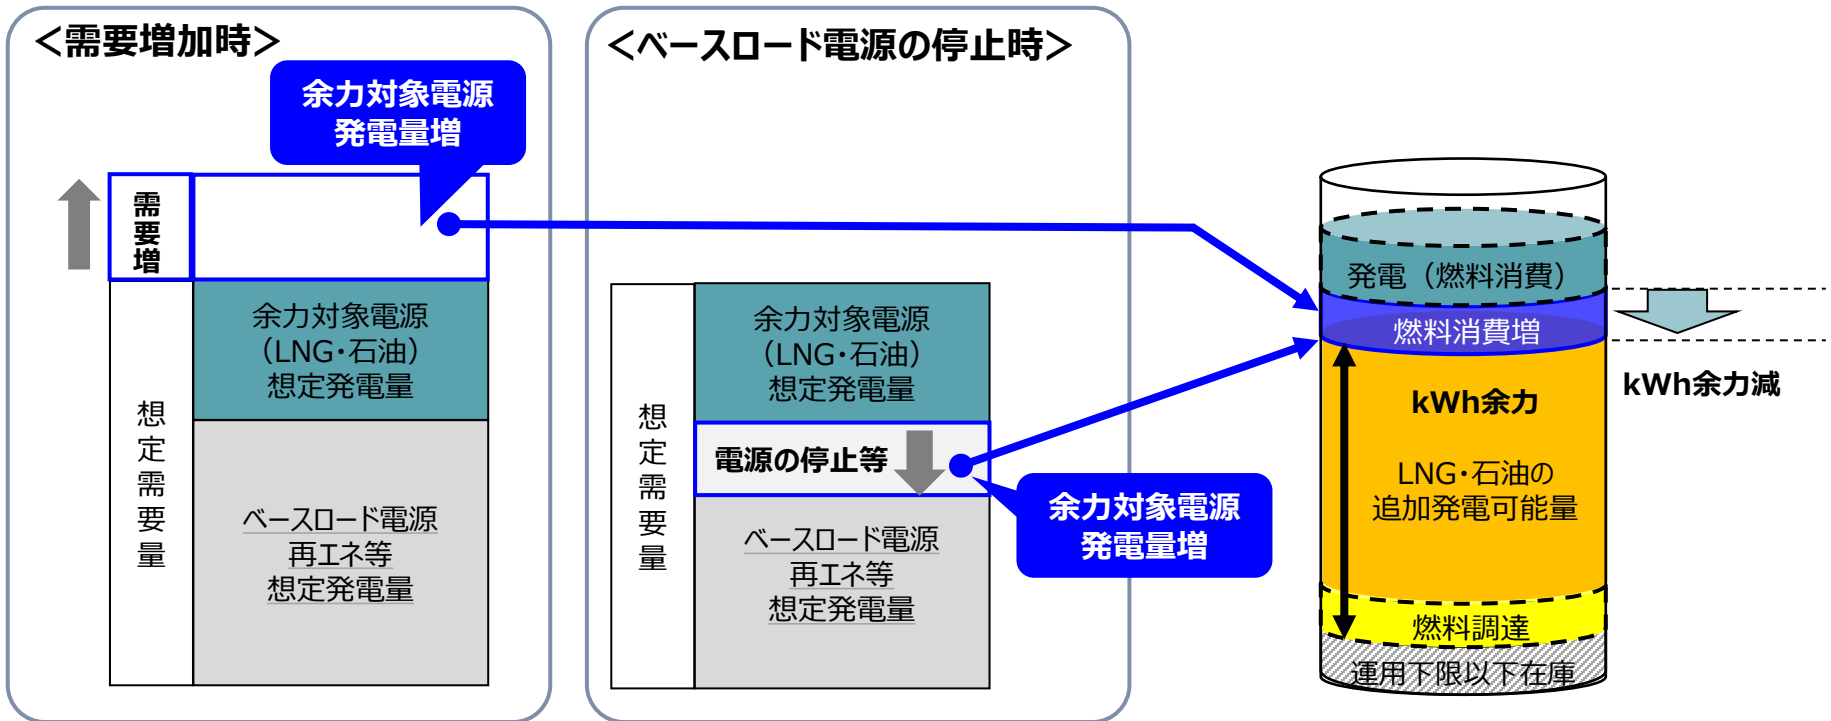 ＜需要増加時＞
余力対象電源
発電量増
需要増
余力対象電源
（LNG・石油）
想定発電量
想定需要量
ベースロード電源
再エネ等
想定発電量
＜ベースロード電源の停止時＞
余力対象電源
（LNG・石油）
想定発電量
想定需要量
電源の停止等
余力対象電源
発電量増
ベースロード電源
再エネ等
想定発電量
発電（燃料消費）
燃料消費増
kWh余力減
kWh余力
LNG・石油の
追加発電可能量
燃料調達
運用下限以下在庫